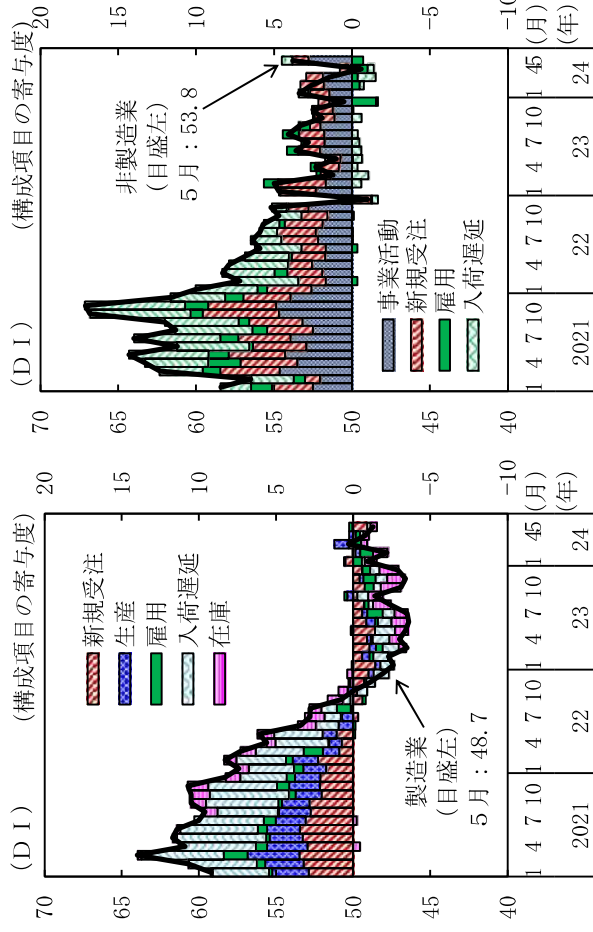 (ＤＩ)
(構成項目の寄与度)
70
65
60
55
50
45
40
20
15
10
5
0
−5
−10
新規受注
生産
雇用
入荷遅延
在庫
製造業
(目盛左)
5月：48.7
1 4 7 10 1 4 7 10 1 4 7 10 1 45 (月)
2021 22 23 24 (年)
(ＤＩ)
(構成項目の寄与度)
70
65
60
55
50
45
40
20
15
10
5
0
−5
−10
非製造業
(目盛左)
5月：53.8
事業活動
新規受注
雇用
入荷遅延
1 4 7 10 1 4 7 10 1 4 7 10 1 45 (月)
2021 22 23 24 (年)